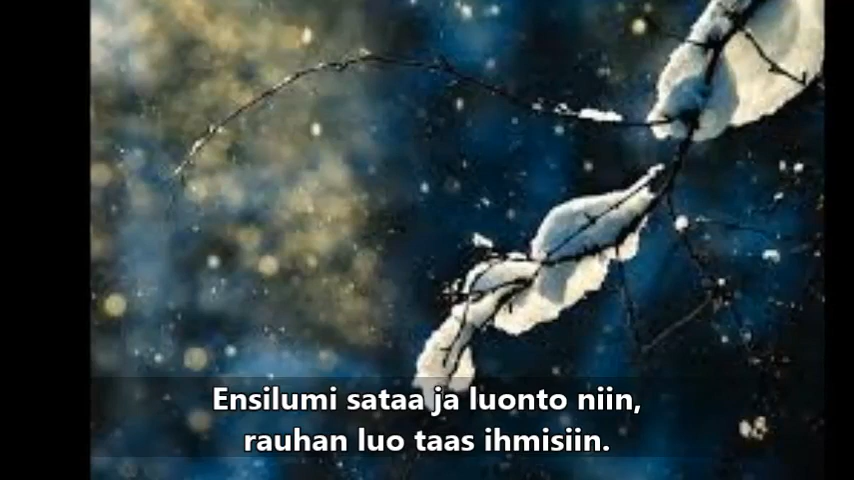 Ensilumi sataa ja luonto niin,
rauhan luo taas ihmisiin.